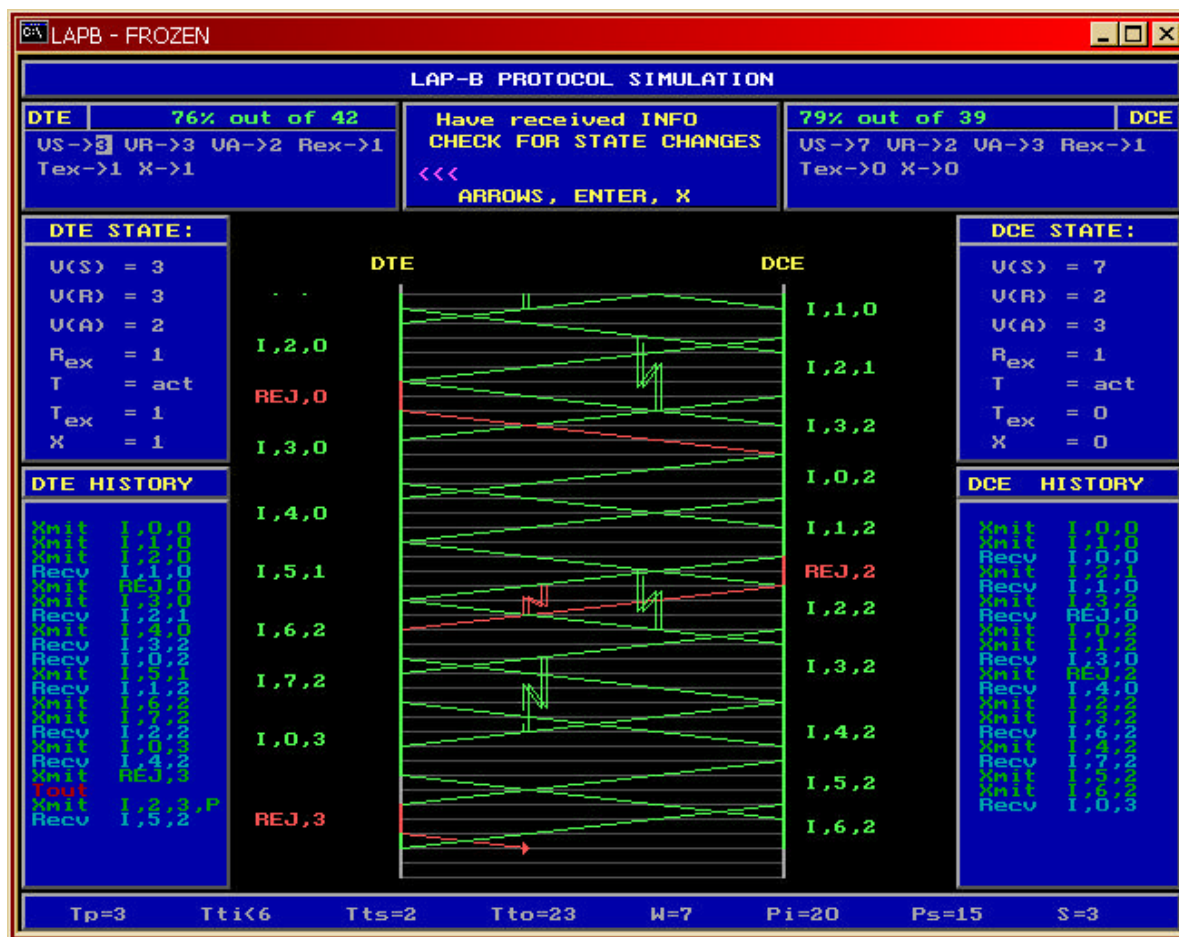 LAPB - FROZEN
LAP-B PROTOCOL SIMULATION
DTE 76% out of 42
VS->3 VR->3 VA->2 Rex->1
Tex->1 X->1
Have received INFO
CHECK FOR STATE CHANGES
<<<
ARROWS, ENTER, X
79% out of 39 DCE
VS->7 VR->2 VA->3 Rex->1
Tex->0 X->0
DTE STATE:
V(S) = 3
V(R) = 3
V(A) = 2
Rex = 1
T = act
Tex = 1
X = 1
DTE HISTORY
Xmit I,0,0
Xmit I,1,0
Xmit I,2,0
Recv I,1,0
Xmit REJ,0
Xmit I,3,0
Recv I,2,1
Xmit I,4,0
Recv I,3,2
Recv I,0,2
Xmit I,5,1
Recv I,1,2
Xmit I,6,2
Xmit I,7,2
Recv I,2,2
Xmit I,0,3
Recv I,4,2
Xmit REJ,3
Tout
Xmit I,2,3,P
Recv I,5,2
DTE
DCE
I,2,0
REJ,0
I,3,0
I,4,0
I,5,1
I,6,2
I,7,2
I,0,3
REJ,3
I,1,0
I,2,1
I,3,2
I,0,2
I,1,2
REJ,2
I,2,2
I,3,2
I,4,2
I,5,2
I,6,2
DCE STATE:
V(S) = 7
V(R) = 2
V(A) = 3
Rex = 1
T = act
Tex = 0
X = 0
DCE HISTORY
Xmit I,0,0
Xmit I,1,0
Recv I,0,0
Xmit I,2,1
Recv I,1,0
Xmit I,3,2
Recv REJ,0
Xmit I,0,2
Xmit I,1,2
Recv I,3,0
Xmit REJ,2
Recv I,4,0
Xmit I,2,2
Xmit I,3,2
Recv I,6,2
Xmit I,4,2
Recv I,7,2
Xmit I,5,2
Xmit I,6,2
Recv I,0,3
Tp=3 Tti<6 Tts=2 Tto=23 W=7 Pi=20 Ps=15 S=3